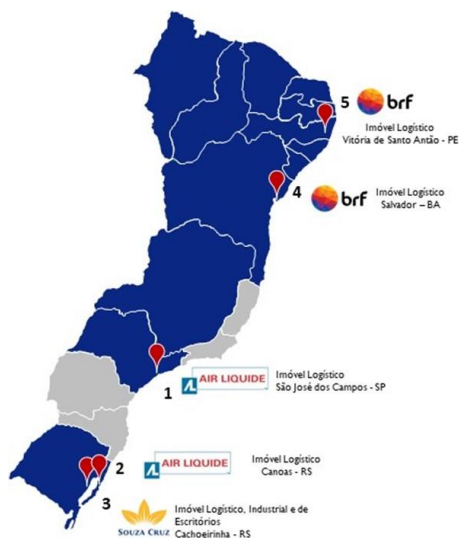 5
brf
Imóvel Logístico
Vitória de Santo Antão - PE
4
brf
Imóvel Logístico
Salvador – BA
1
AL AIR LIQUIDE
Imóvel Logístico
São José dos Campos - SP
2
AL AIR LIQUIDE
Imóvel Logístico
Canoas - RS
3
SOUZA CRUZ
Imóvel Logístico, Industrial e de
Escritórios
Cachoeirinha - RS